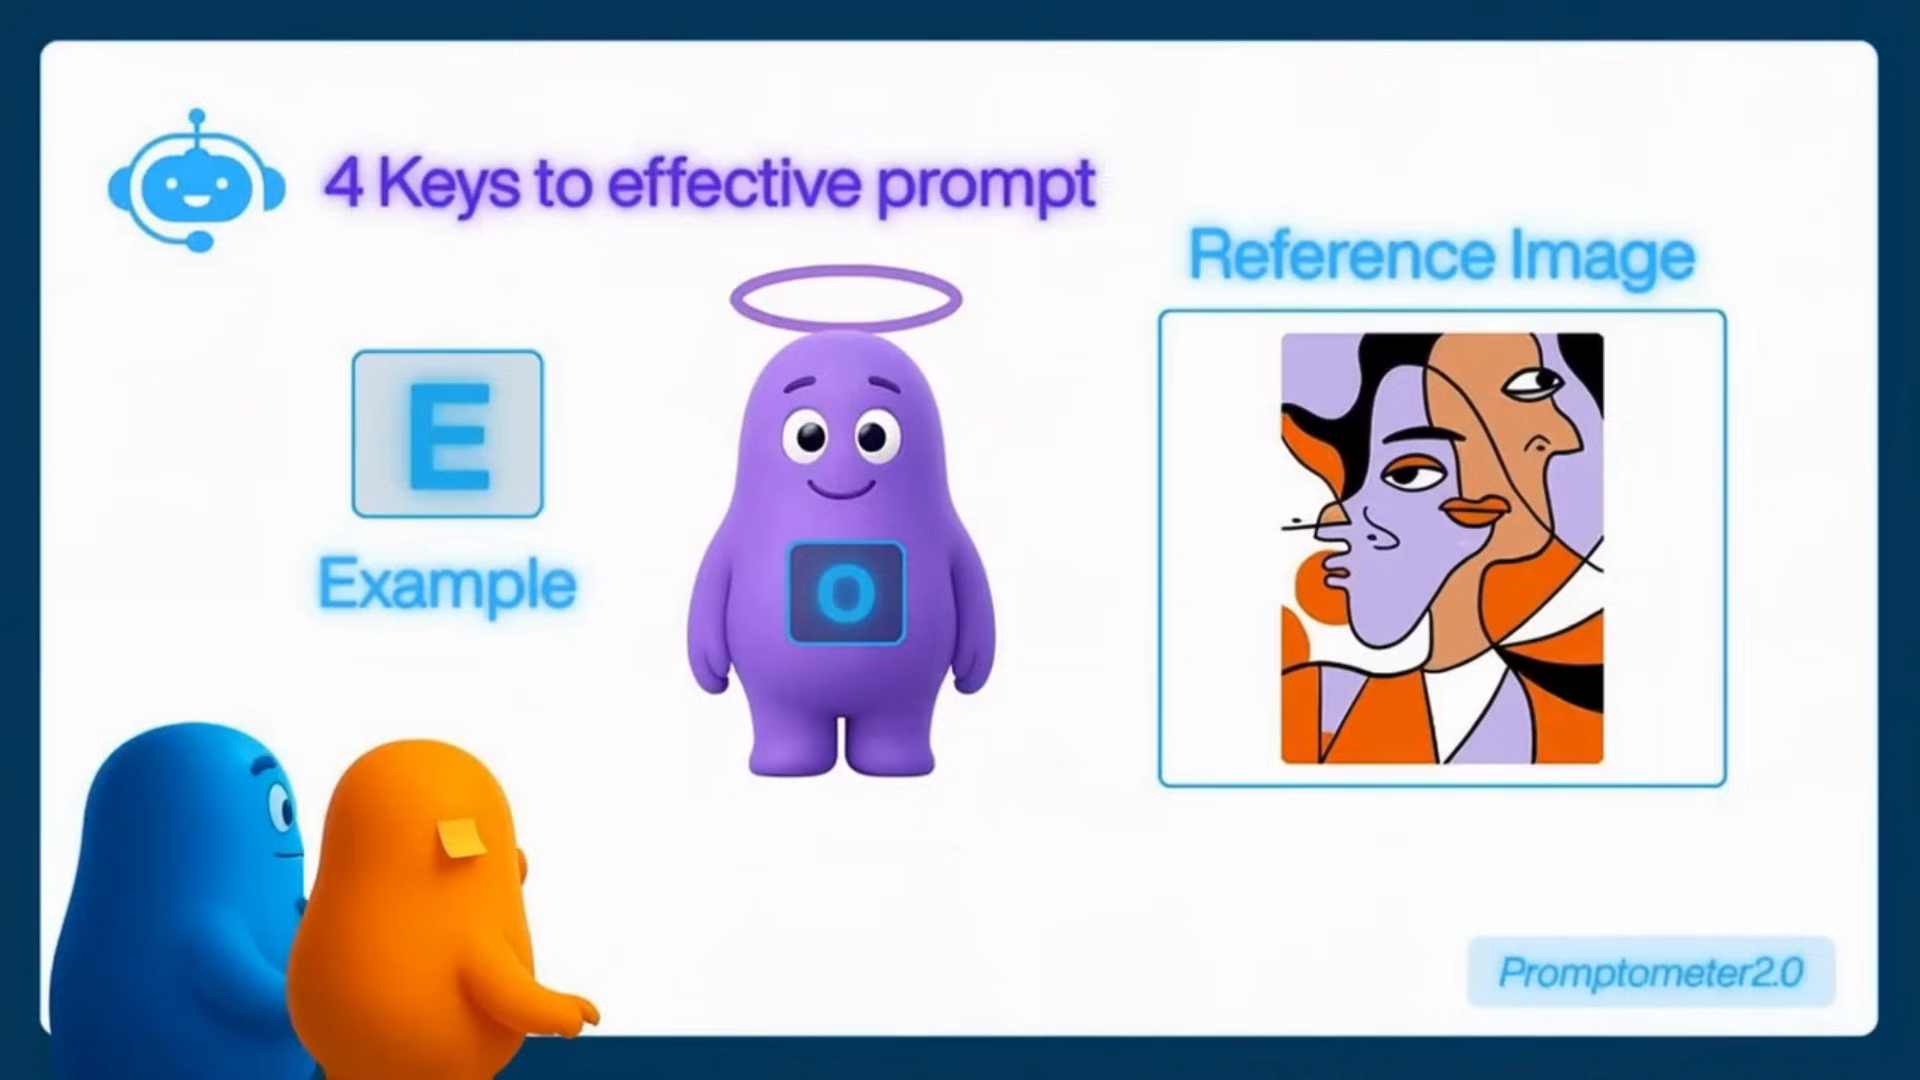 4 Keys to effective prompt
Reference Image
E
Example
O
Promptometer2.0